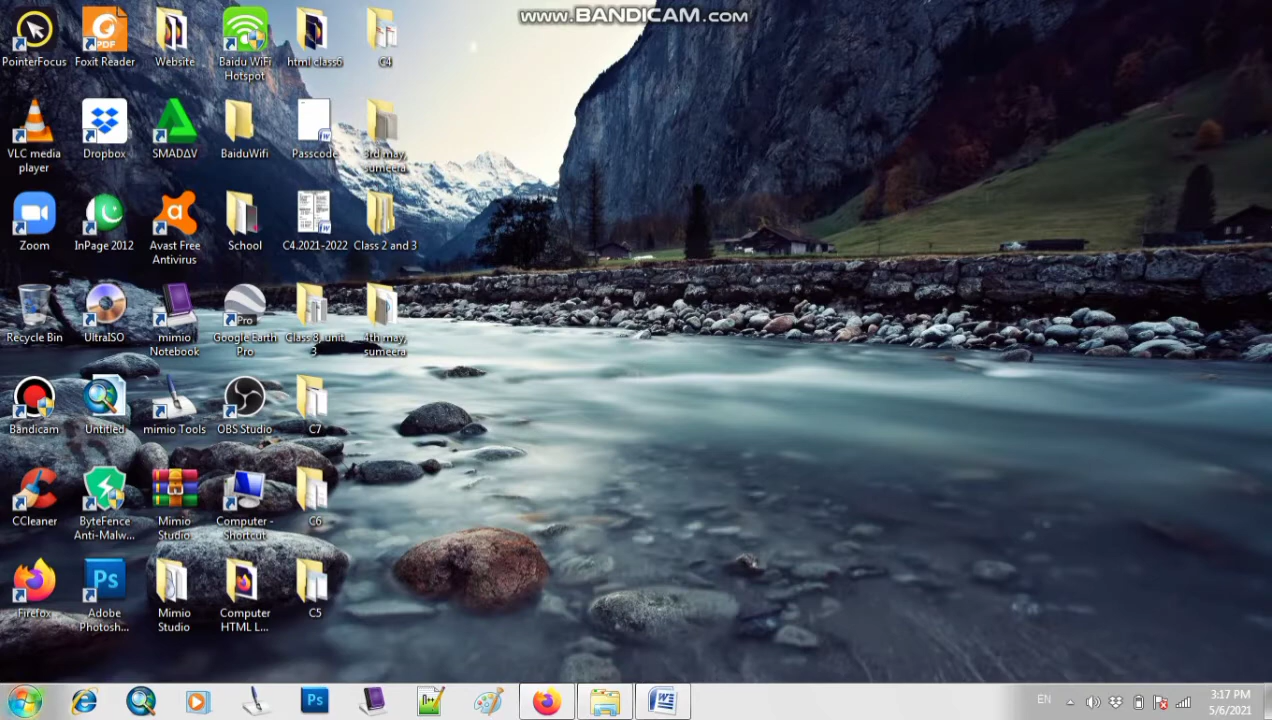 www.BANDICAM.com
PointerFocus
Foxit Reader
Website
Baidu WiFi
Hotspot
html class6
C4
VLC media
player
Dropbox
SMADΔV
BaiduWifi
Passcode
3rd may,
sumeera
Zoom
InPage 2012
Avast Free
Antivirus
School
C4.2021-2022
Class 2 and 3
Recycle Bin
UltraISO
mimio
Notebook
Google Earth
Pro
Class 8, unit
3
4th may,
sumeera
Bandicam
Untitled
mimio Tools
OBS Studio
C7
CCleaner
ByteFence
Anti-Malw...
Mimio
Studio
Computer -
Shortcut
C6
Firefox
Adobe
Photosh...
Mimio
Studio
Computer
HTML L...
C5
EN
3:17 PM
5/6/2021